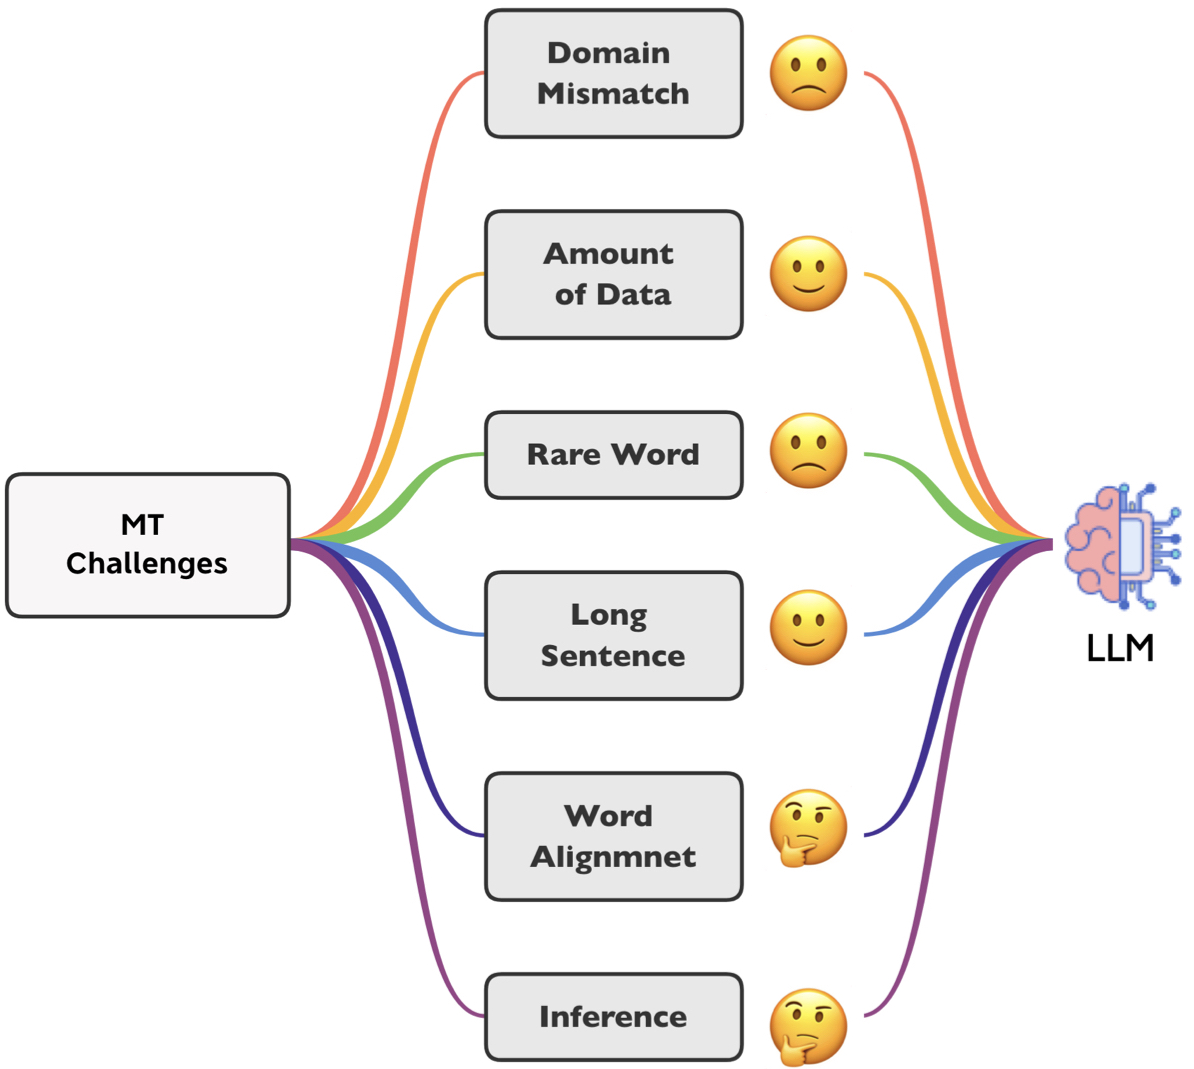 Domain
Mismatch
Amount
of Data
Rare Word
MT
Challenges
Long
Sentence
LLM
Word
Alignmnet
Inference